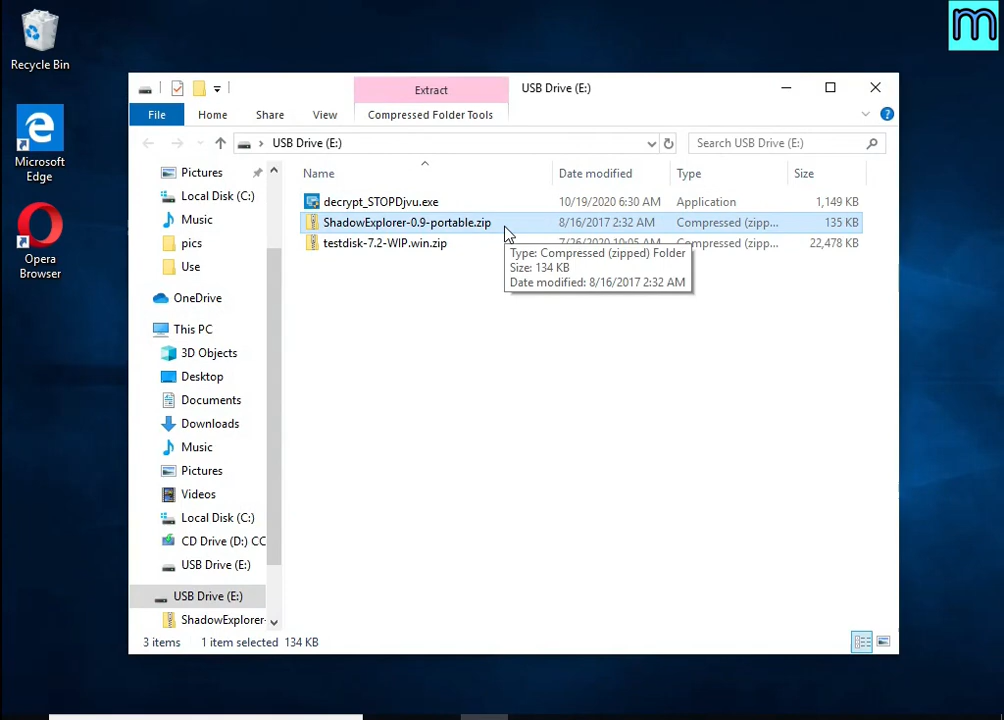 m
Recycle Bin
Microsoft
Edge
Opera
Browser
Extract
USB Drive (E:)
File
Home
Share
View
Compressed Folder Tools
USB Drive (E:)
Search USB Drive (E:)
Name
Date modified
Type
Size
decrypt_STOPDjvu.exe
10/19/2020 6:30 AM
Application
1,149 KB
ShadowExplorer-0.9-portable.zip
8/16/2017 2:32 AM
Compressed (zipp...
135 KB
testdisk-7.2-WIP.win.zip
7/26/2020 10:05 AM
Compressed (zipp...
22,478 KB
Type: Compressed (zipped) Folder
Size: 134 KB
Date modified: 8/16/2017 2:32 AM
Pictures
Local Disk (C:)
Music
pics
Use
OneDrive
This PC
3D Objects
Desktop
Documents
Downloads
Music
Pictures
Videos
Local Disk (C:)
CD Drive (D:) CC
USB Drive (E:)
USB Drive (E:)
ShadowExplorer-
3 items
1 item selected
134 KB